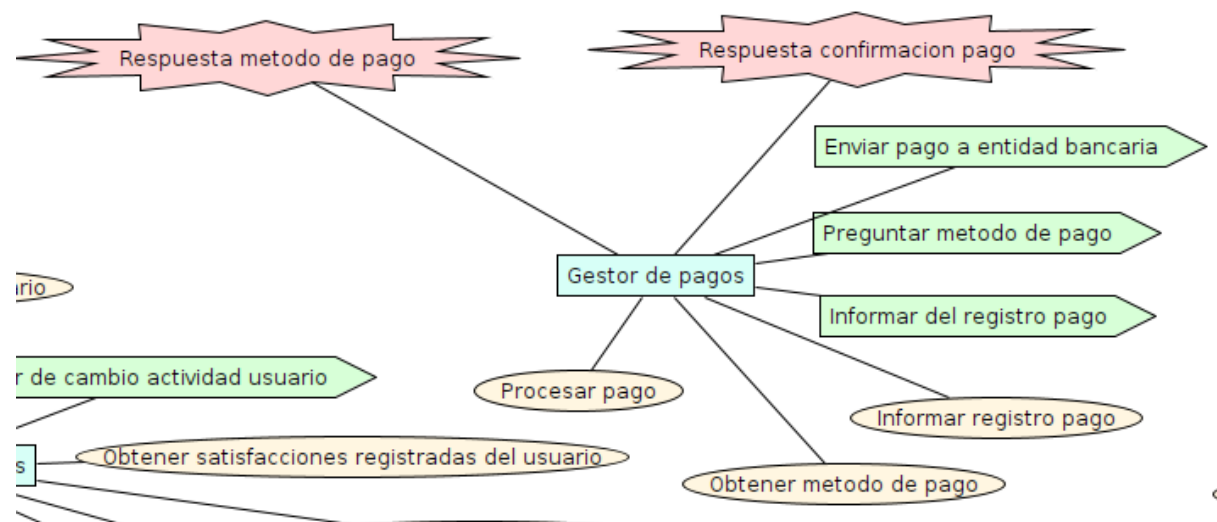 Respuesta metodo de pago
Respuesta confirmacion pago
Enviar pago a entidad bancaria
Preguntar metodo de pago
Gestor de pagos
Informar del registro pago
de cambio actividad usuario
Procesar pago
Informar registro pago
Obtener satisfacciones registradas del usuario
Obtener metodo de pago